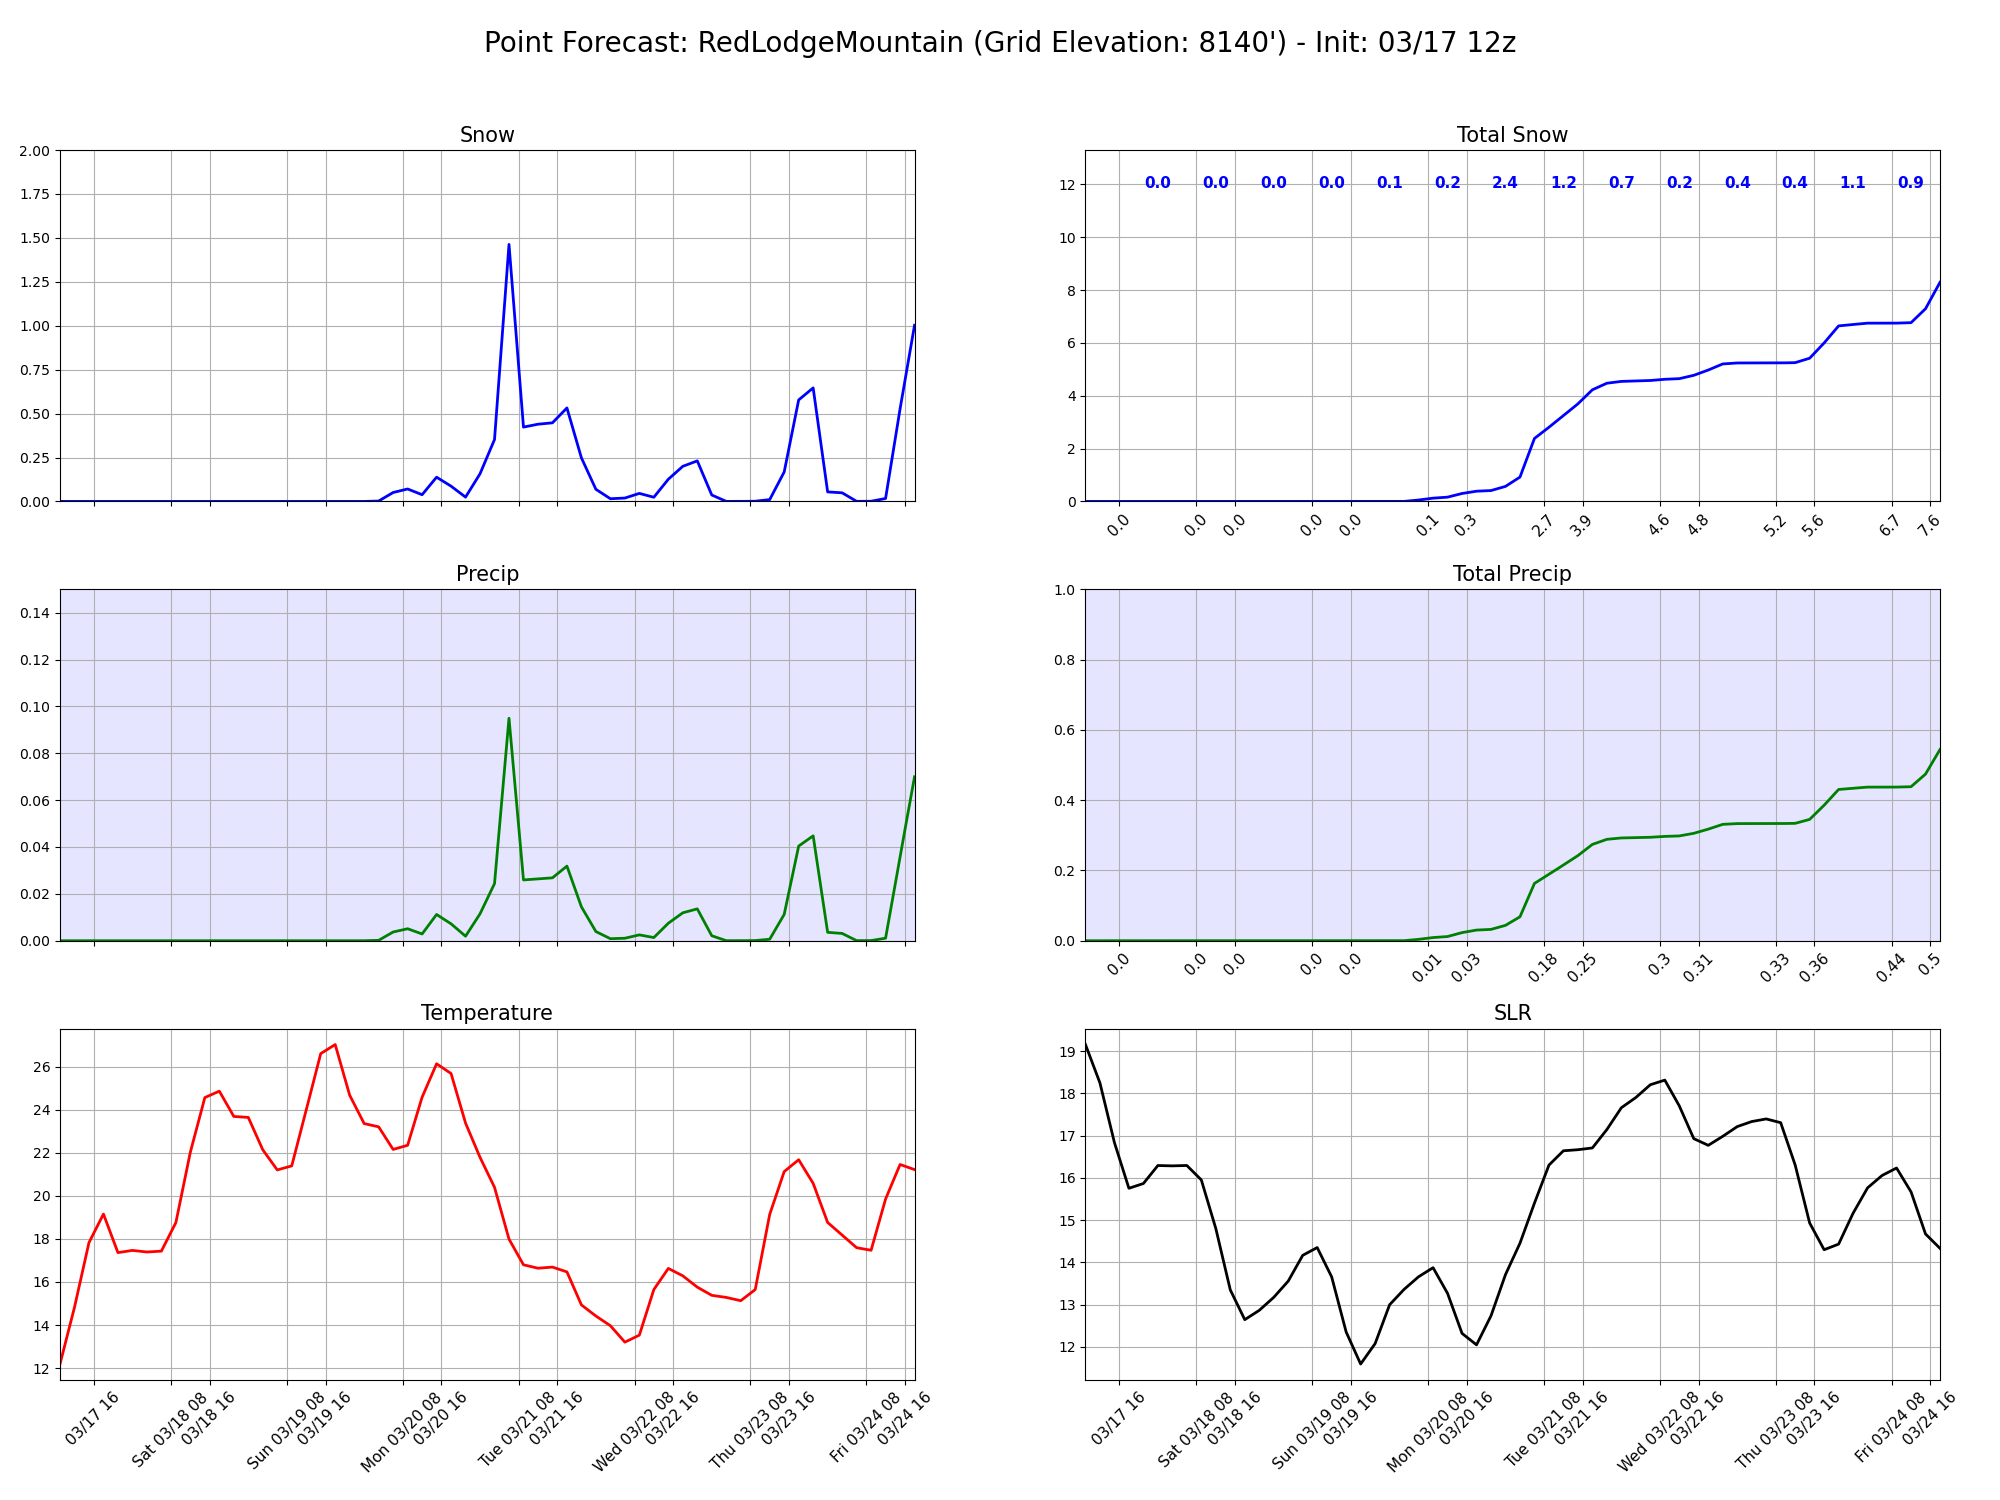 Point Forecast: RedLodgeMountain (Grid Elevation: 8140') - Init: 03/17 12z
Snow
2.00
1.75
1.50
1.25
1.00
0.75
0.50
0.25
0.00
Total Snow
0.0 0.0 0.0 0.0 0.1 0.2 2.4 1.2 0.7 0.2 0.4 0.4 1.1 0.9
12
10
8
6
4
2
0
0.0 0.0 0.0 0.0 0.0 0.1 0.3 2.7 3.9 4.6 4.8 5.2 5.6 6.7 7.6
Precip
0.14
0.12
0.10
0.08
0.06
0.04
0.02
0.00
Total Precip
1.0
0.8
0.6
0.4
0.2
0.0
0.0 0.0 0.0 0.0 0.0 0.01 0.03 0.18 0.25 0.3 0.31 0.33 0.36 0.44 0.5
Temperature
26
24
22
20
18
16
14
12
03/17 16
Sat 03/18 08
03/18 16
Sun 03/19 08
03/19 16
Mon 03/20 08
03/20 16
Tue 03/21 08
03/21 16
Wed 03/22 08
03/22 16
Thu 03/23 08
03/23 16
Fri 03/24 08
03/24 16
SLR
19
18
17
16
15
14
13
12
03/17 16
Sat 03/18 08
03/18 16
Sun 03/19 08
03/19 16
Mon 03/20 08
03/20 16
Tue 03/21 08
03/21 16
Wed 03/22 08
03/22 16
Thu 03/23 08
03/23 16
Fri 03/24 08
03/24 16